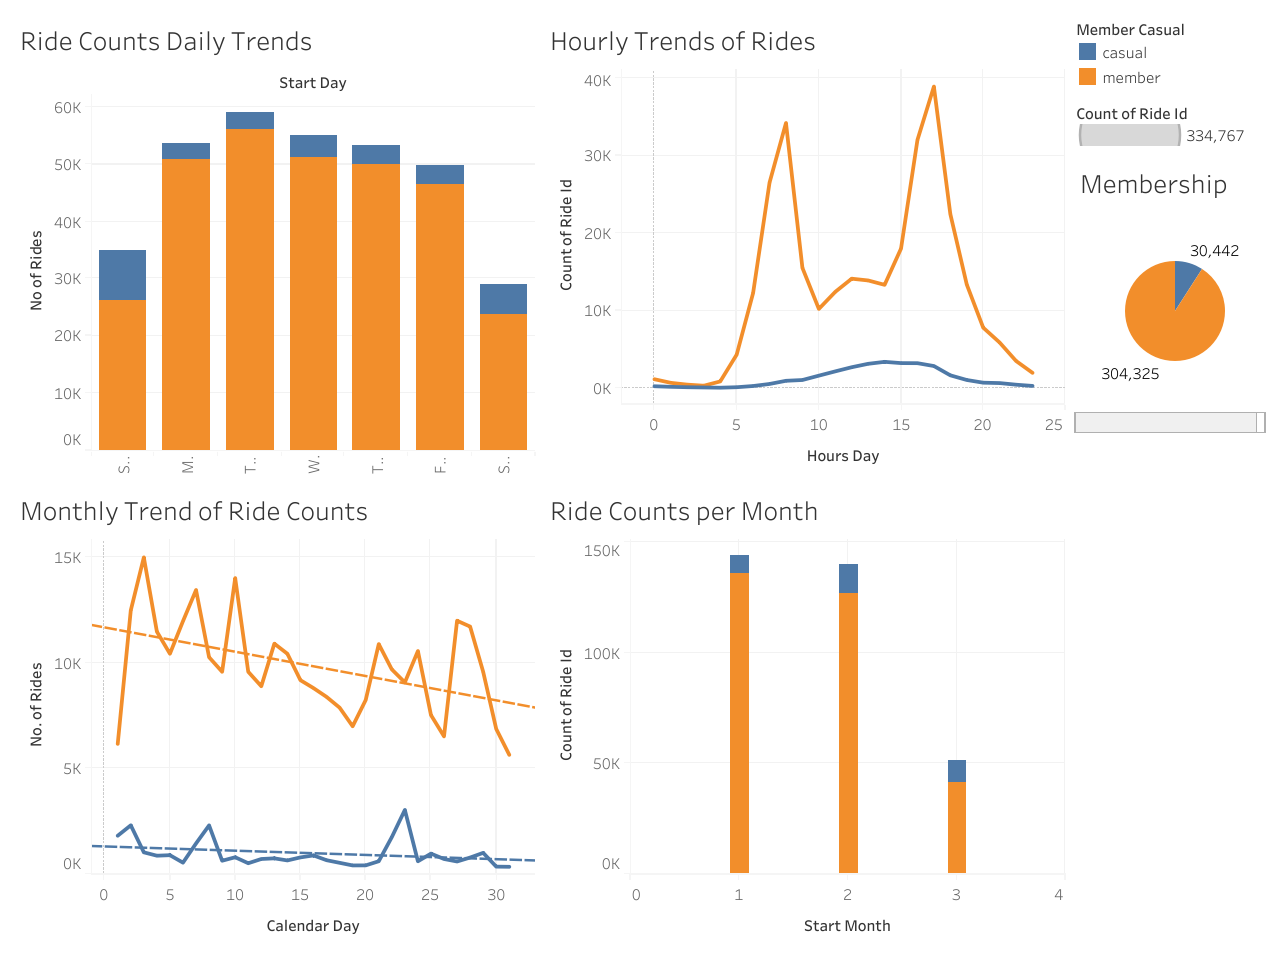 Ride Counts Daily Trends
Start Day
No of Rides
60K
50K
40K
30K
20K
10K
0K
S..
M.
T..
W.
T..
F..
S..
Hourly Trends of Rides
Count of Ride Id
40K
30K
20K
10K
0K
0
5
10
15
20
25
Hours Day
Member Casual
casual
member
Count of Ride Id
334,767
Membership
30,442
304,325
Monthly Trend of Ride Counts
No. of Rides
15K
10K
5K
0K
0
5
10
15
20
25
30
Calendar Day
Ride Counts per Month
Count of Ride Id
150K
100K
50K
0K
0
1
2
3
4
Start Month